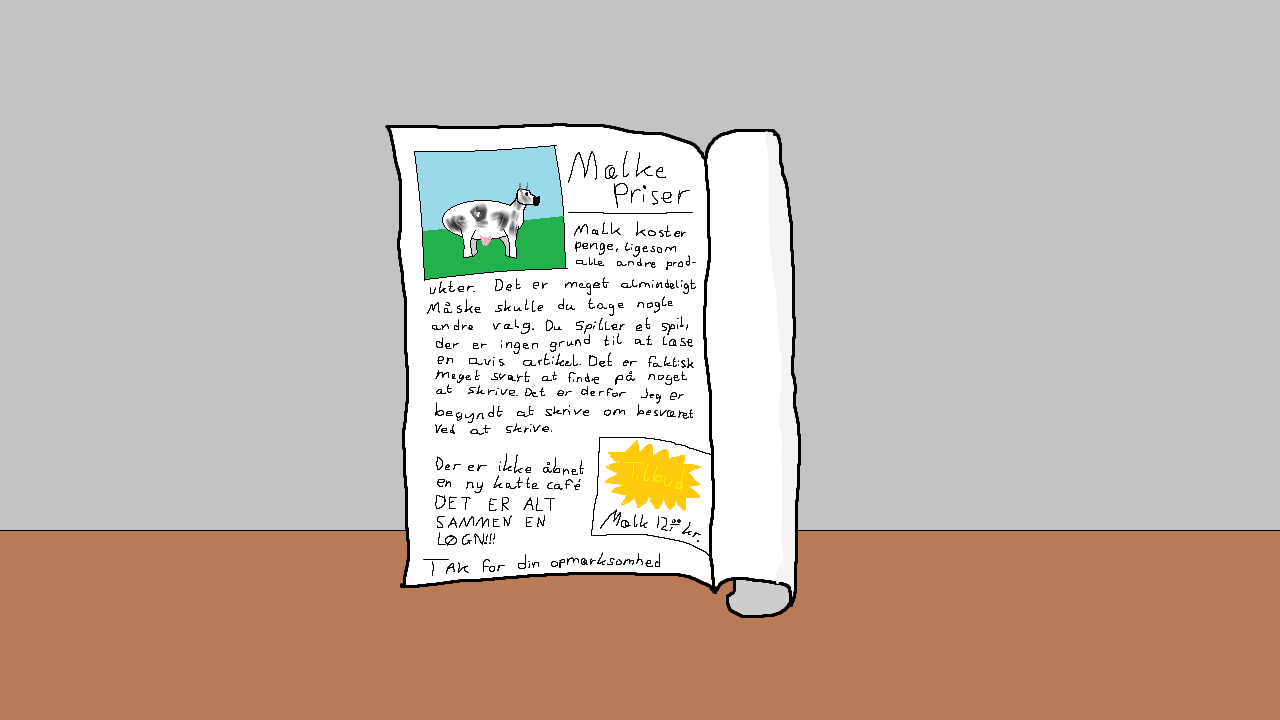 Mælke
Priser
Mælk koster
penge, ligesom
alle andre prod-
ukter. Det er meget almindeligt
Måske skulle du tage nogle
andre valg. Du spiller et spil,
der er ingen grund til at læse
en avis artikel. Det er faktisk
meget svært at finde på noget
at skrive. Det er derfor Jeg er
begyndt at skrive om besværet
ved at skrive.
Der er ikke åbnet
en ny katte café
DET ER ALT
SAMMEN EN
LØGN!!!
Tilbud
Mælk 12,00 kr.
TAk for din opmærksomhed